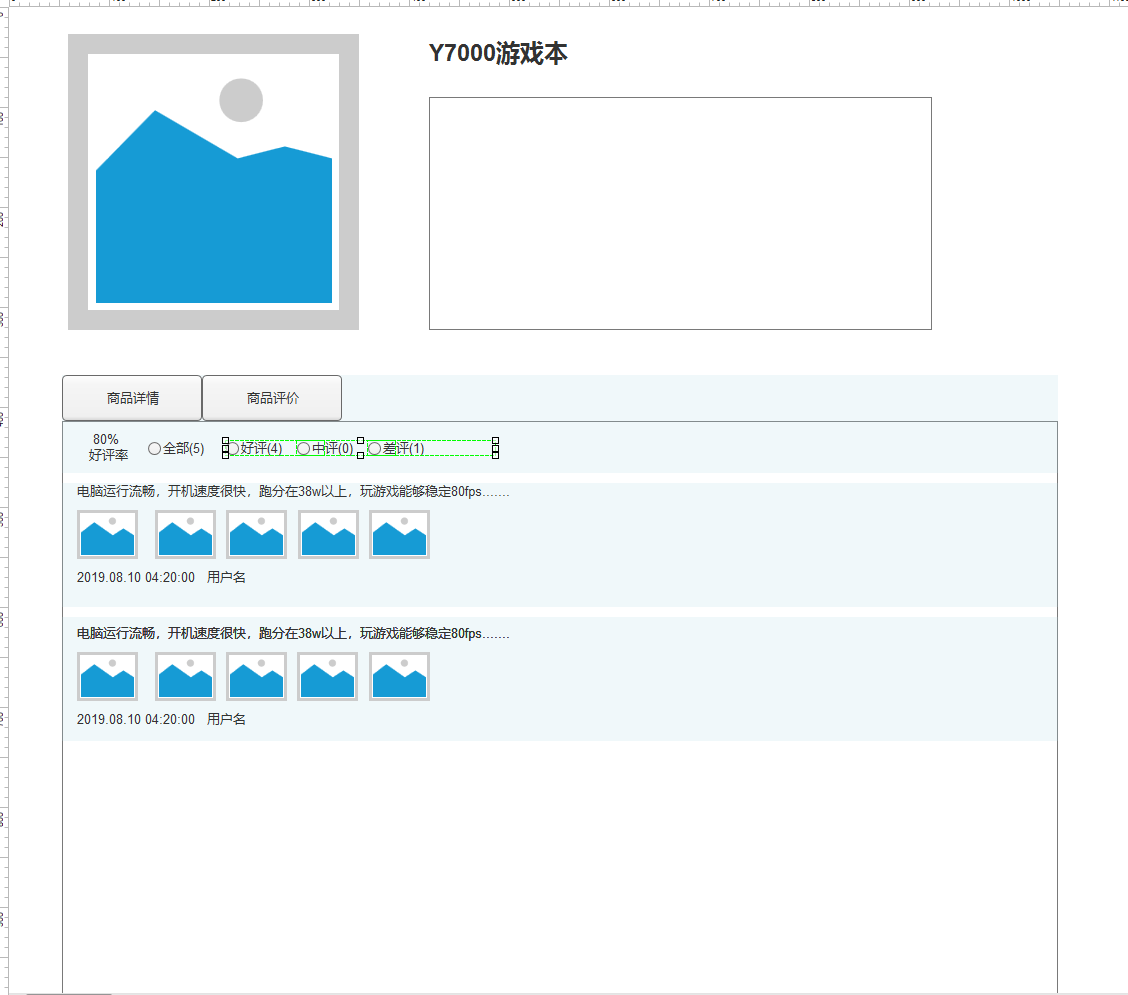 Y7000游戏本
商品详情 商品评价
80%
好评率
全部(5) 好评(4) 中评(0) 差评(1)
电脑运行流畅，开机速度很快，跑分在38w以上，玩游戏能够稳定80fps.......
2019.08.10 04:20:00 用户名
电脑运行流畅，开机速度很快，跑分在38w以上，玩游戏能够稳定80fps.......
2019.08.10 04:20:00 用户名